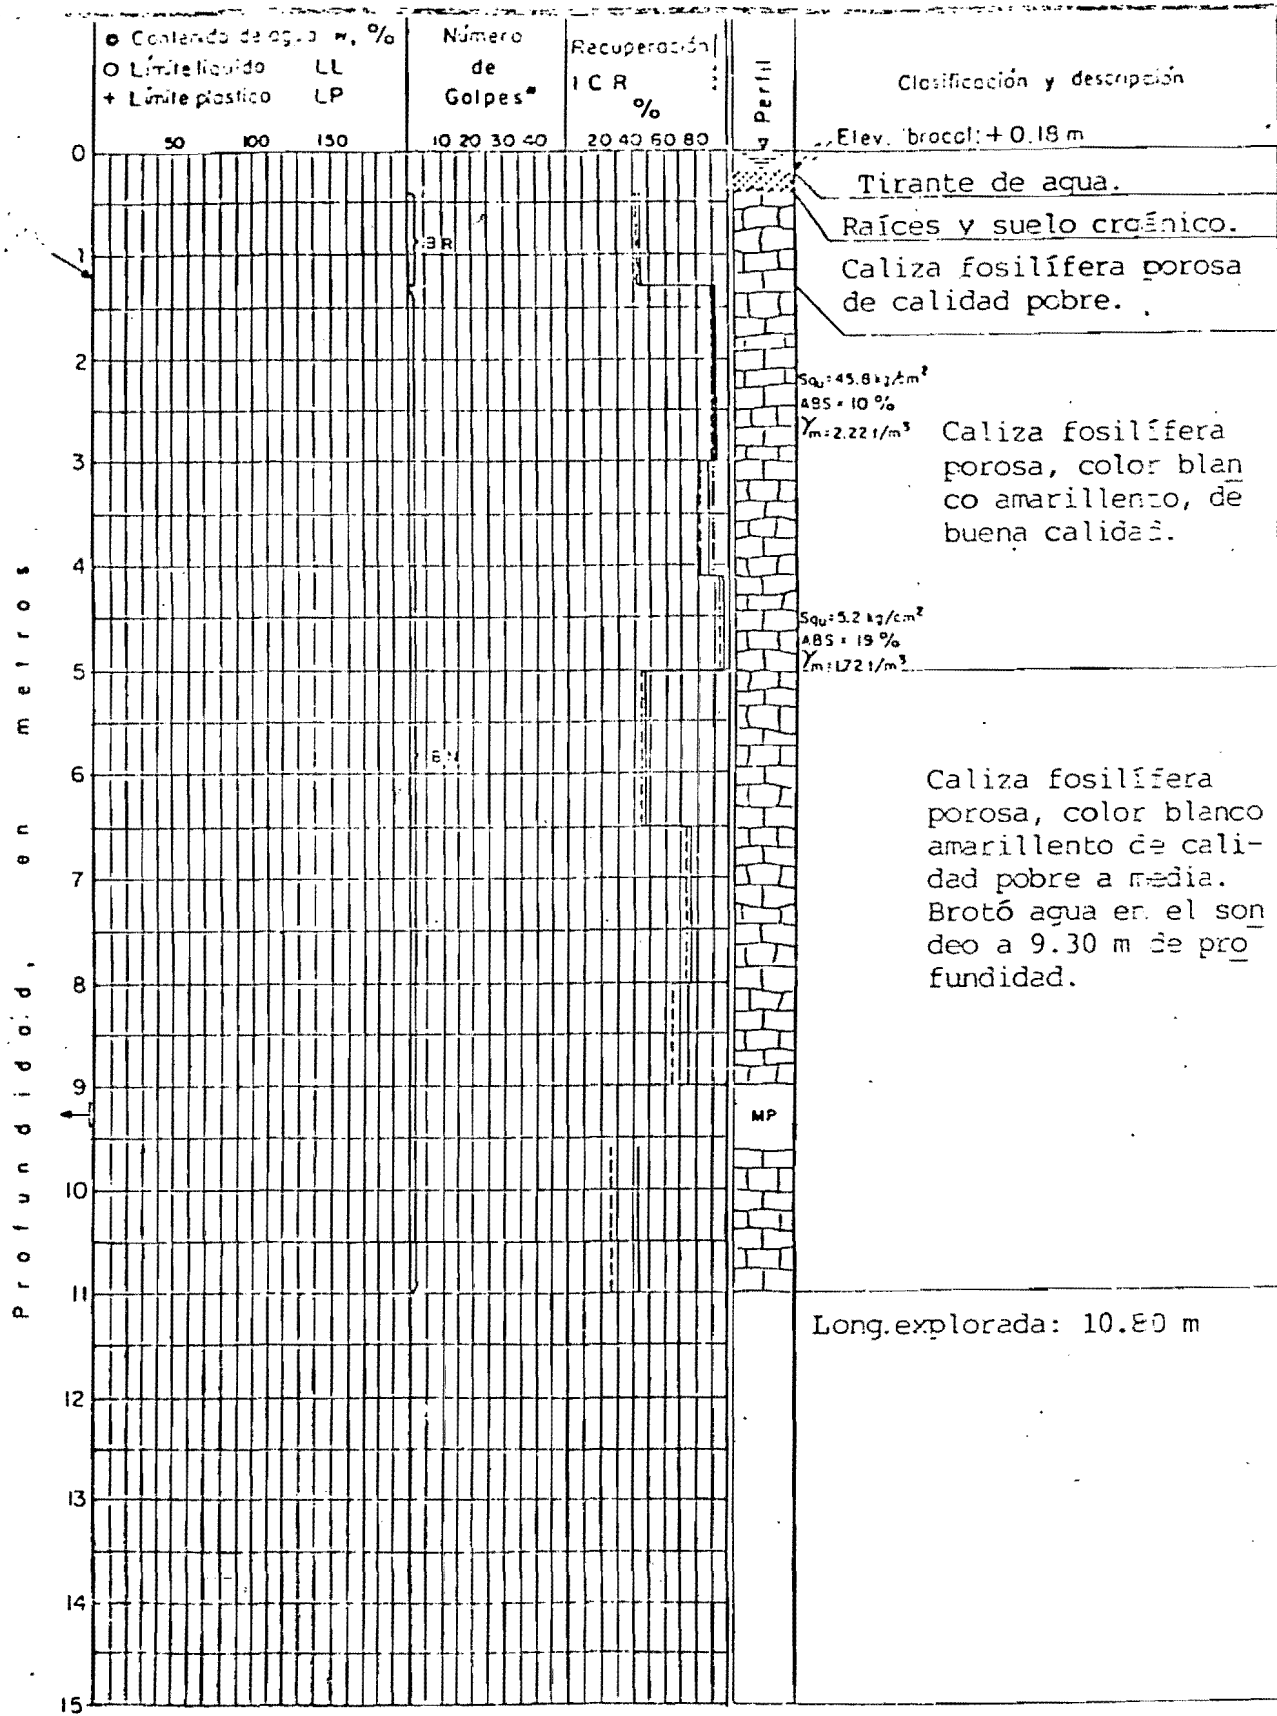 Contenido de agua w, %
Límite líquido LL
+ Límite plastico LP
50 100 150
Número
de
Golpes*
10 20 30 40
Recuperación
I C R
%
20 40 60 80
Perfil
Clasificación y descripción
Elev. brocal: + 0.18 m
Tirante de agua.
Raíces y suelo orgánico.
Caliza fosilífera porosa
de calidad pobre.
BR
Squ=45.8 kg/cm²
ABS = 10 %
γm=2.22 t/m³
Caliza fosilífera
porosa, color blan
co amarillento, de
buena calidad.
Squ=5.2 kg/cm²
ABS = 19 %
γm=1.72 t/m³
Caliza fosilífera
porosa, color blanco
amarillento de cali-
dad pobre a media.
Brotó agua en el son
deo a 9.30 m de pro
fundidad.
MP
Long.explorada: 10.80 m
Profundidad, en metros
0
1
2
3
4
5
6
7
8
9
10
11
12
13
14
15